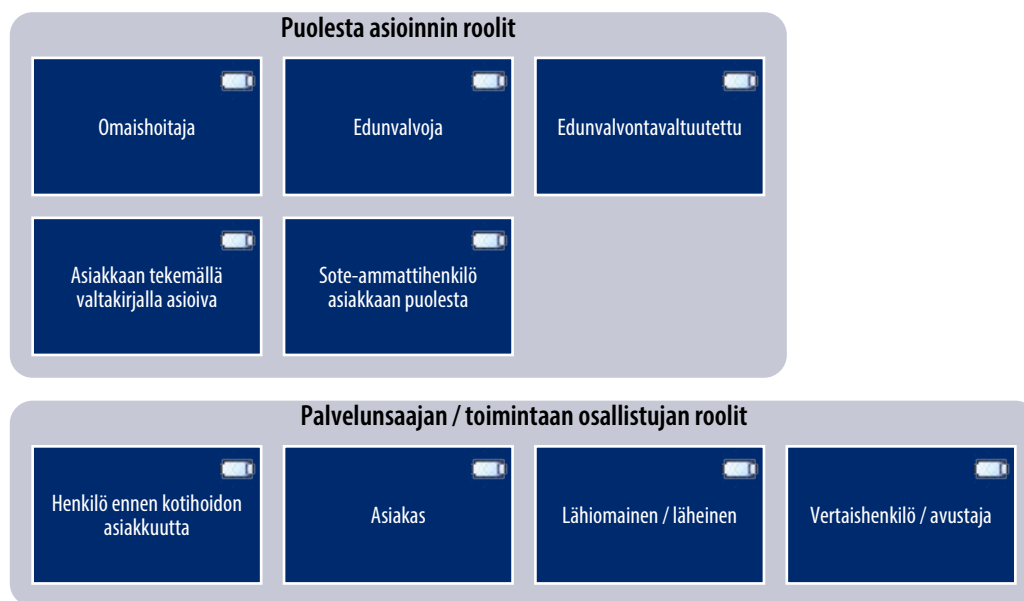 Puolesta asioinnin roolit
Omaishoitaja
Edunvalvoja
Edunvalvontavaltuutettu
Asiakkaan tekemällä
valtakirjalla asioiva
Sote-ammattihenkilö
asiakkaan puolesta
Palvelunsaajan / toimintaan osallistujan roolit
Henkilö ennen kotihoidon
asiakkuutta
Asiakas
Lähiomainen / läheinen
Vertaishenkilö / avustaja